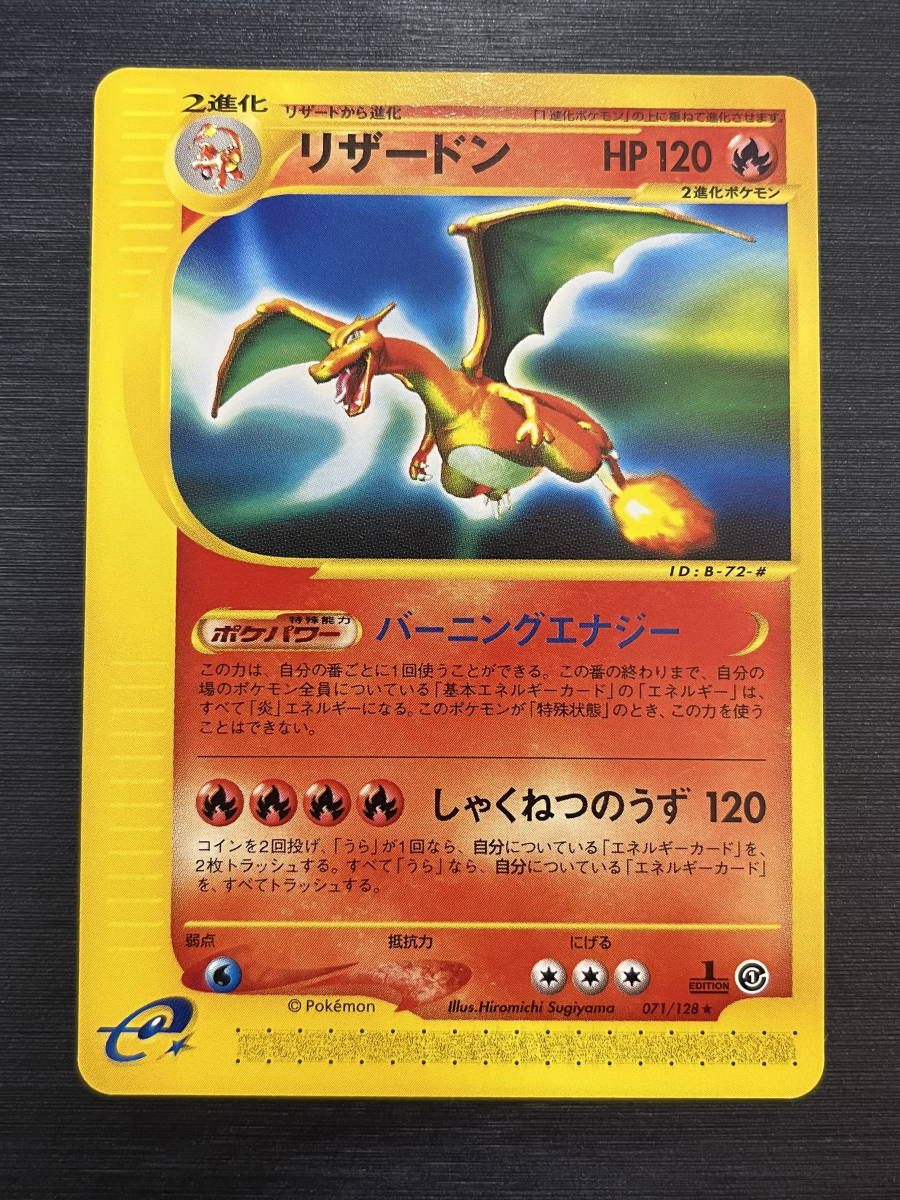 2進化
リザードから進化
「1進化ポケモン」の上に重ねて進化させます。
リザードン HP 120
2進化ポケモン
ID:B-72-#
特殊能力
ポケパワー バーニングエナジー
この力は、自分の番ごとに1回使うことができる。この番の終わりまで、自分の
場のポケモン全員についている「基本エネルギーカード」の「エネルギー」は、
すべて「炎」エネルギーになる。このポケモンが「特殊状態」のとき、この力を使う
ことはできない。
しゃくねつのうず 120
コインを2回投げ、「うら」が1回なら、自分についている「エネルギーカード」を、
2枚トラッシュする。すべて「うら」なら、自分についている「エネルギーカード」
を、すべてトラッシュする。
弱点 抵抗力 にげる
1
EDITION
© Pokémon Illus.Hiromichi Sugiyama 071/128★
e